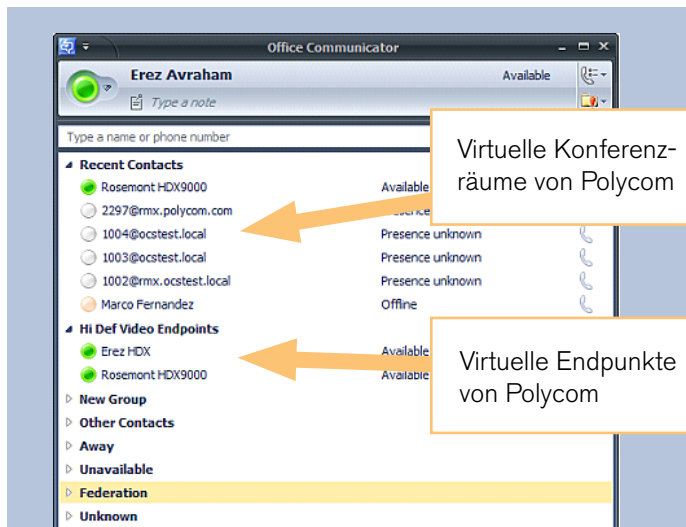 Office Communicator
Erez Avraham Available
Type a note
Type a name or phone number
Virtuelle Konferenz-
räume von Polycom
Recent Contacts
Rosemont HDX9000 Available
2297@rmx.polycom.com Presence unknown
1004@ocstest.local Presence unknown
1003@ocstest.local Presence unknown
1002@rmx.ocstest.local Presence unknown
Marco Fernandez Offline
Hi Def Video Endpoints
Erez HDX Available
Rosemont HDX9000 Available
Virtuelle Endpunkte
von Polycom
New Group
Other Contacts
Away
Unavailable
Federation
Unknown